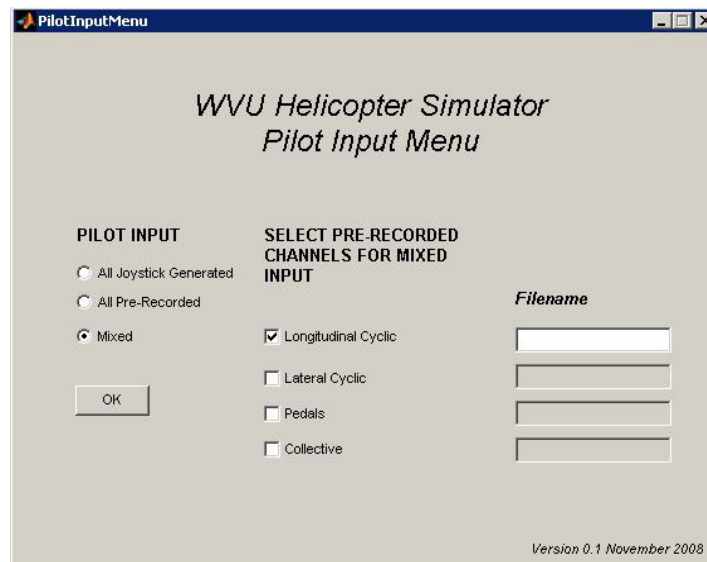 PilotInputMenu
WVU Helicopter Simulator
Pilot Input Menu
PILOT INPUT
All Joystick Generated
All Pre-Recorded
Mixed
OK
SELECT PRE-RECORDED
CHANNELS FOR MIXED
INPUT
Filename
Longitudinal Cyclic
Lateral Cyclic
Pedals
Collective
Version 0.1 November 2008